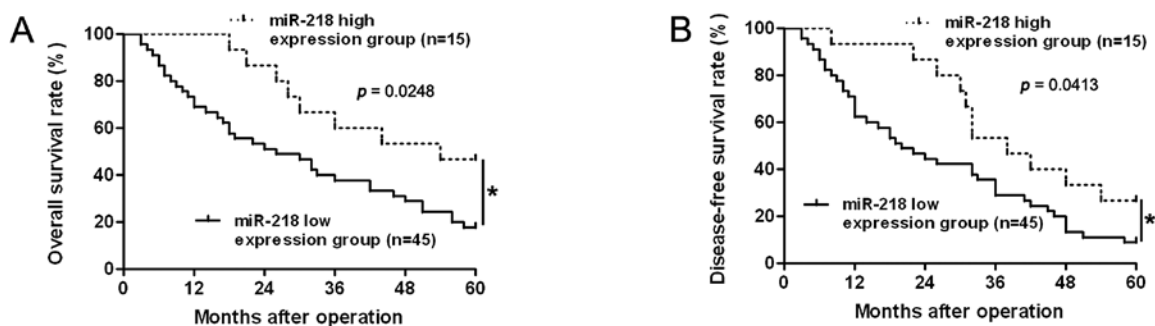 A
miR-218 high
expression group (n=15)
Overall survival rate (%)
100
80
60
40
20
0
p = 0.0248
*
miR-218 low
expression group (n=45)
0 12 24 36 48 60
Months after operation
B
miR-218 high
expression group (n=15)
Disease-free survival rate (%)
100
80
60
40
20
0
p = 0.0413
*
miR-218 low
expression group (n=45)
0 12 24 36 48 60
Months after operation